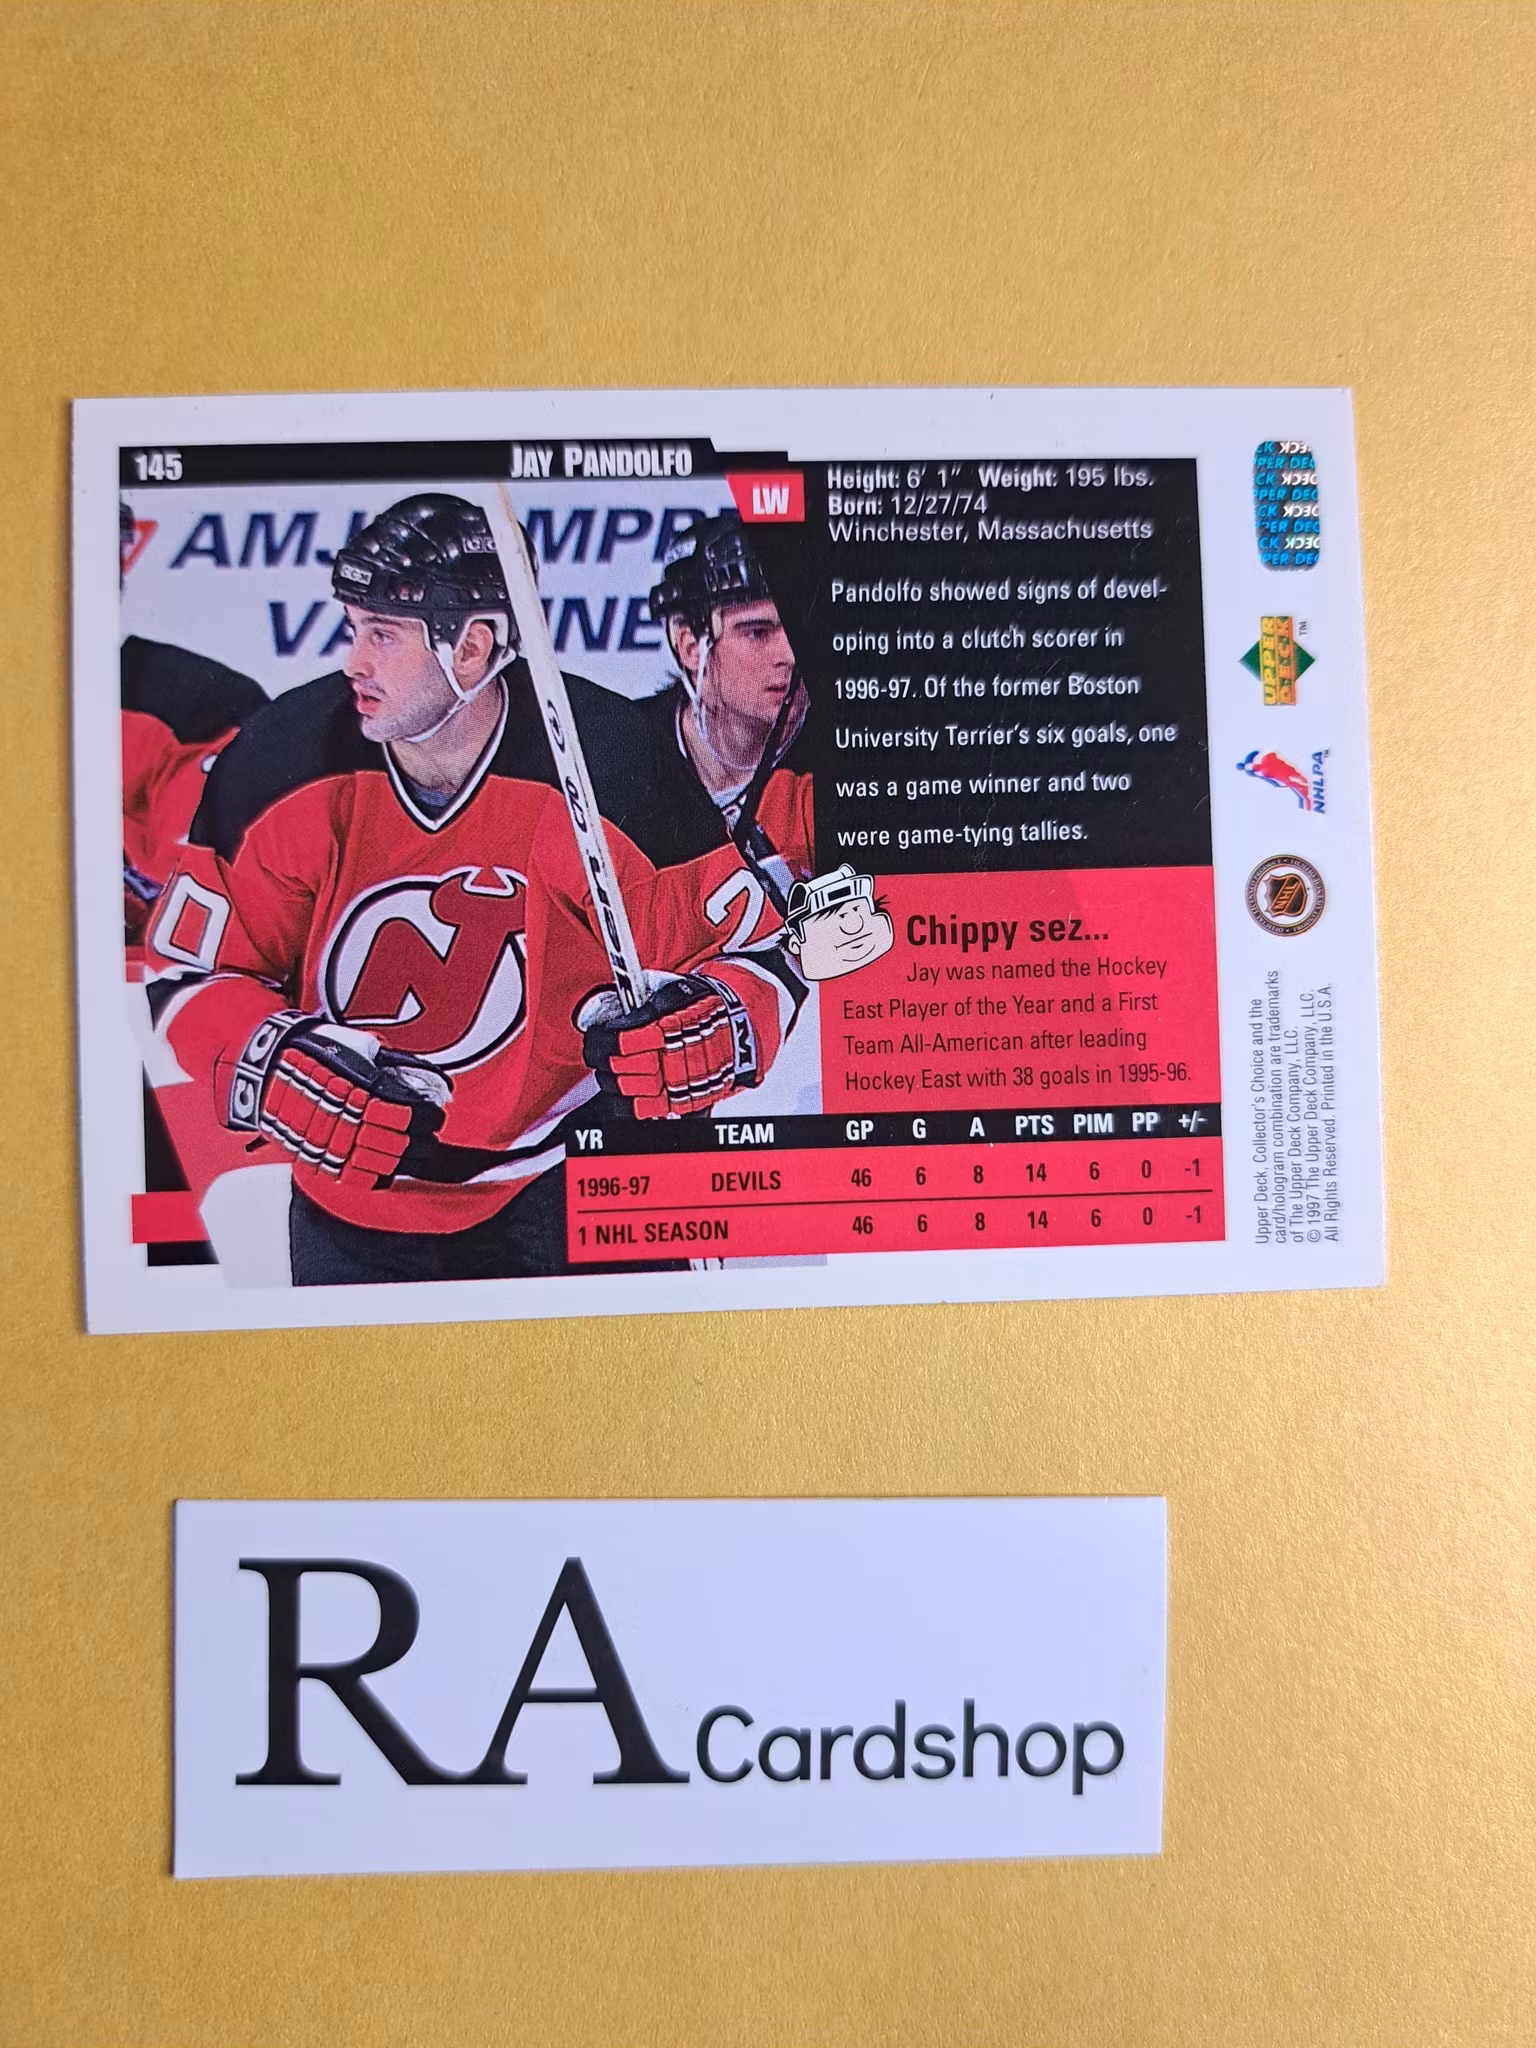 145 JAY PANDOLFO
LW
Height: 6' 1" Weight: 195 lbs.
Born: 12/27/74
Winchester, Massachusetts
Pandolfo showed signs of devel-
oping into a clutch scorer in
1996-97. Of the former Boston
University Terrier's six goals, one
was a game winner and two
were game-tying tallies.
Chippy sez...
Jay was named the Hockey
East Player of the Year and a First
Team All-American after leading
Hockey East with 38 goals in 1995-96.
YR TEAM GP G A PTS PIM PP +/-
1996-97 DEVILS 46 6 8 14 6 0 -1
1 NHL SEASON 46 6 8 14 6 0 -1
UPPER
DECK
™
NHLPA
™
NHL
Upper Deck, Collector's Choice and the
card/hologram combination are trademarks
of The Upper Deck Company, LLC.
© 1997 The Upper Deck Company, LLC.
All Rights Reserved. Printed in the U.S.A.
CCM
NJ
20
2
RA Cardshop